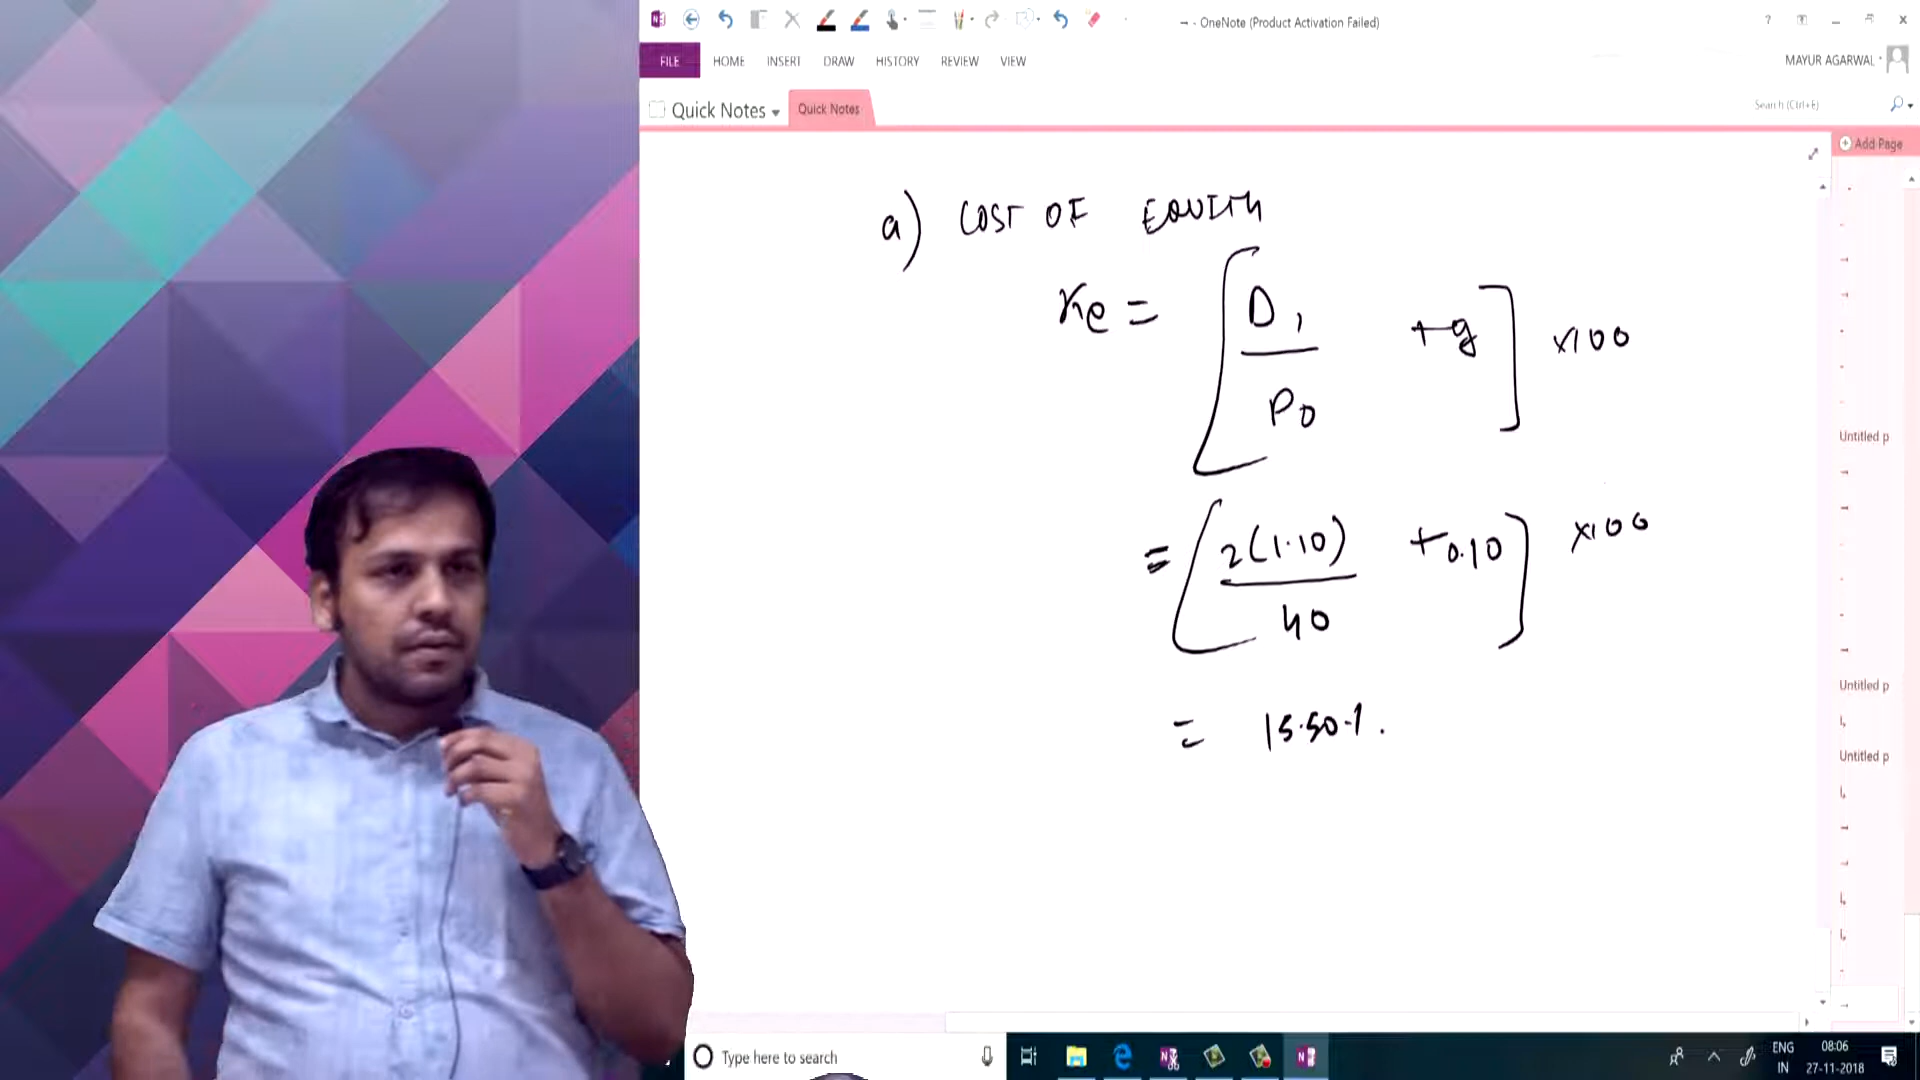 → - OneNote (Product Activation Failed)
FILE HOME INSERT DRAW HISTORY REVIEW VIEW
MAYUR AGARWAL
Quick Notes
Quick Notes
Search (Ctrl+E)
Add Page
a) COST OF EQUITY
Ke = [ D1 / P0 + g ] ×100
= [ 2(1.10) / 40 + 0.10 ] ×100
= 15.50%.
Untitled p
Untitled p
Untitled p
Type here to search
ENG
IN
08:06
27-11-2018